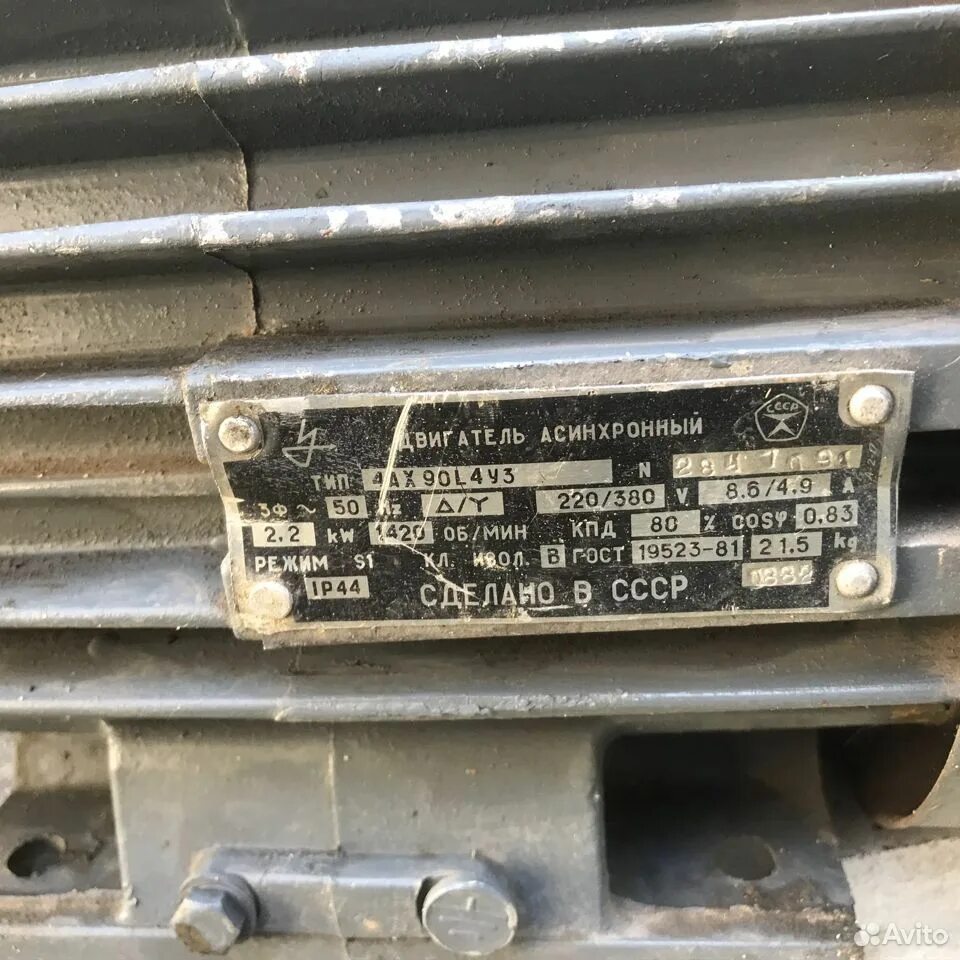 СССР
ДВИГАТЕЛЬ АСИНХРОННЫЙ
ТИП 4АХ90L4У3 N
3Ф ~ 50 Hz Δ/Y 220/380 V 8.6/4.9 A
2.2 kW 1420 ОБ/МИН КПД 80 % cosφ 0,83
РЕЖИМ S1 КЛ. ИЗОЛ. B ГОСТ 19523-81 21.5 kg
IP44 СДЕЛАНО В СССР
Avito